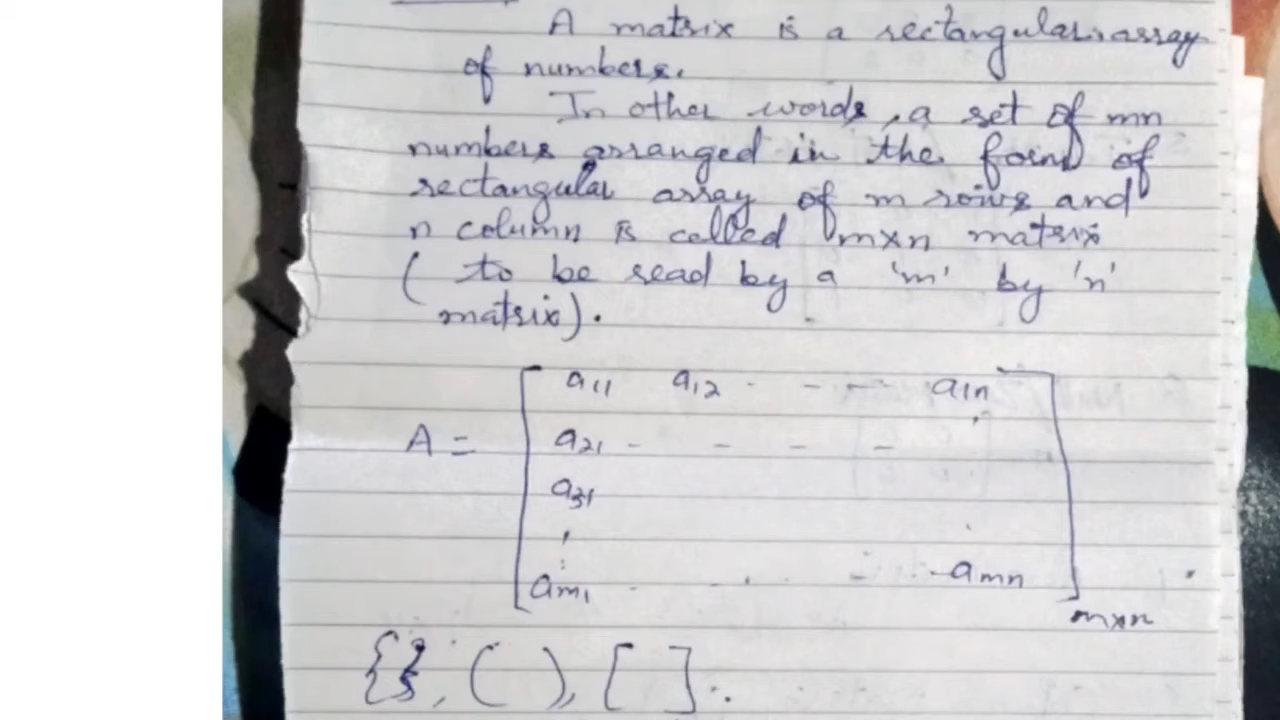 A matrix is a rectangular array
of numbers.
In other words, a set of mn
numbers arranged in the form of
rectangular array of m rows and
n column is called m×n matrix
( to be read by a 'm' by 'n'
matrix).
a11 a12 - - - a1n
A = a21 - - - -
a31
am1 - - - - amn
m×n
{ }, ( ), [ ].